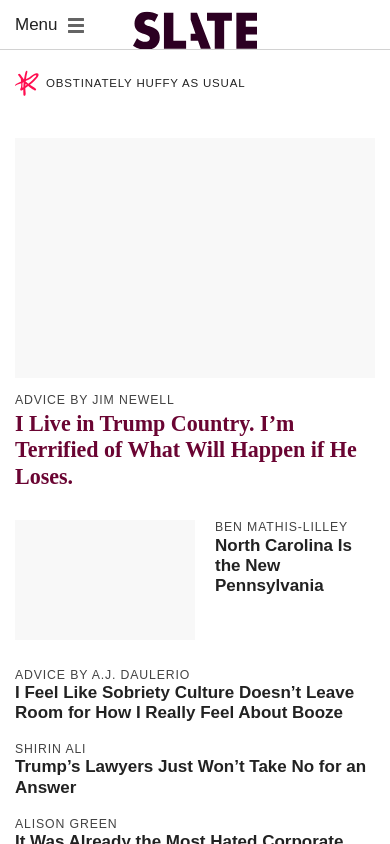 Menu
SLATE
OBSTINATELY HUFFY AS USUAL
ADVICE BY JIM NEWELL
I Live in Trump Country. I’m
Terrified of What Will Happen if He
Loses.
BEN MATHIS-LILLEY
North Carolina Is
the New
Pennsylvania
ADVICE BY A.J. DAULERIO
I Feel Like Sobriety Culture Doesn’t Leave
Room for How I Really Feel About Booze
SHIRIN ALI
Trump’s Lawyers Just Won’t Take No for an
Answer
ALISON GREEN
It Was Already the Most Hated Corporate